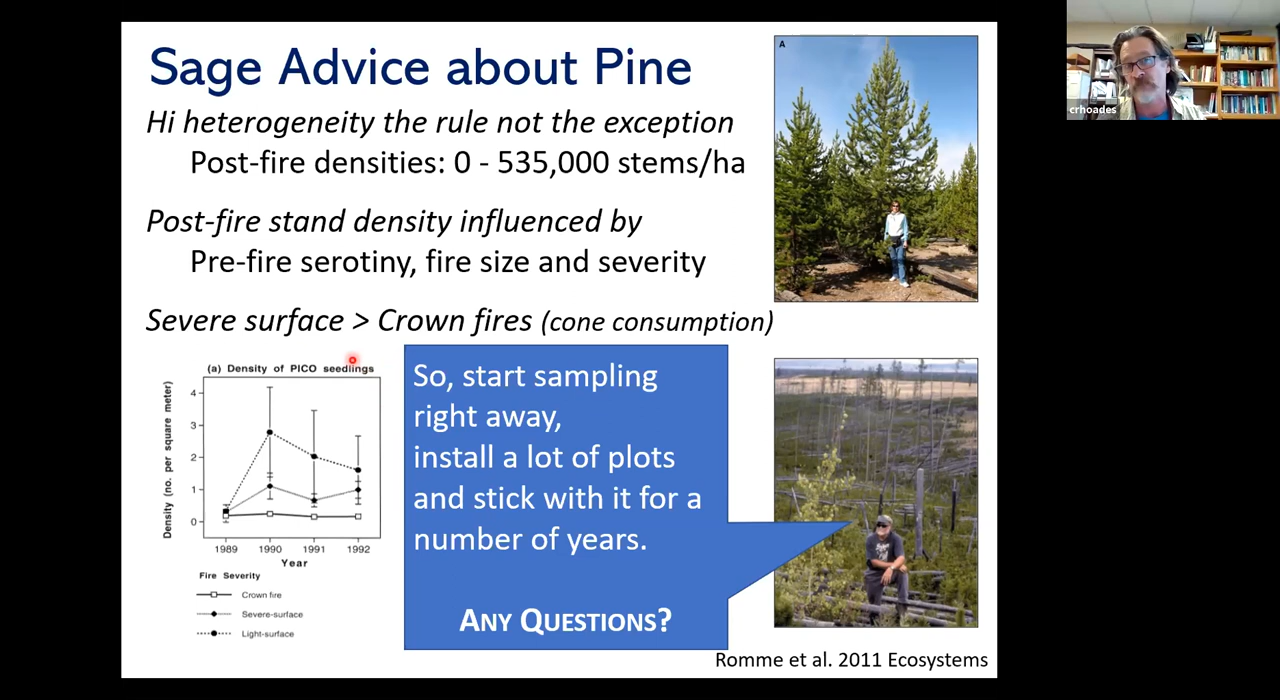 Sage Advice about Pine
Hi heterogeneity the rule not the exception
Post-fire densities: 0 - 535,000 stems/ha
Post-fire stand density influenced by
Pre-fire serotiny, fire size and severity
Severe surface > Crown fires (cone consumption)
(a) Density of PICO seedlings
Density (no. per square meter)
4
3
2
1
0
1989 1990 1991 1992
Year
Fire Severity
Crown fire
Severe-surface
Light-surface
So, start sampling
right away,
install a lot of plots
and stick with it for a
number of years.
ANY QUESTIONS?
A
Romme et al. 2011 Ecosystems
crhoades